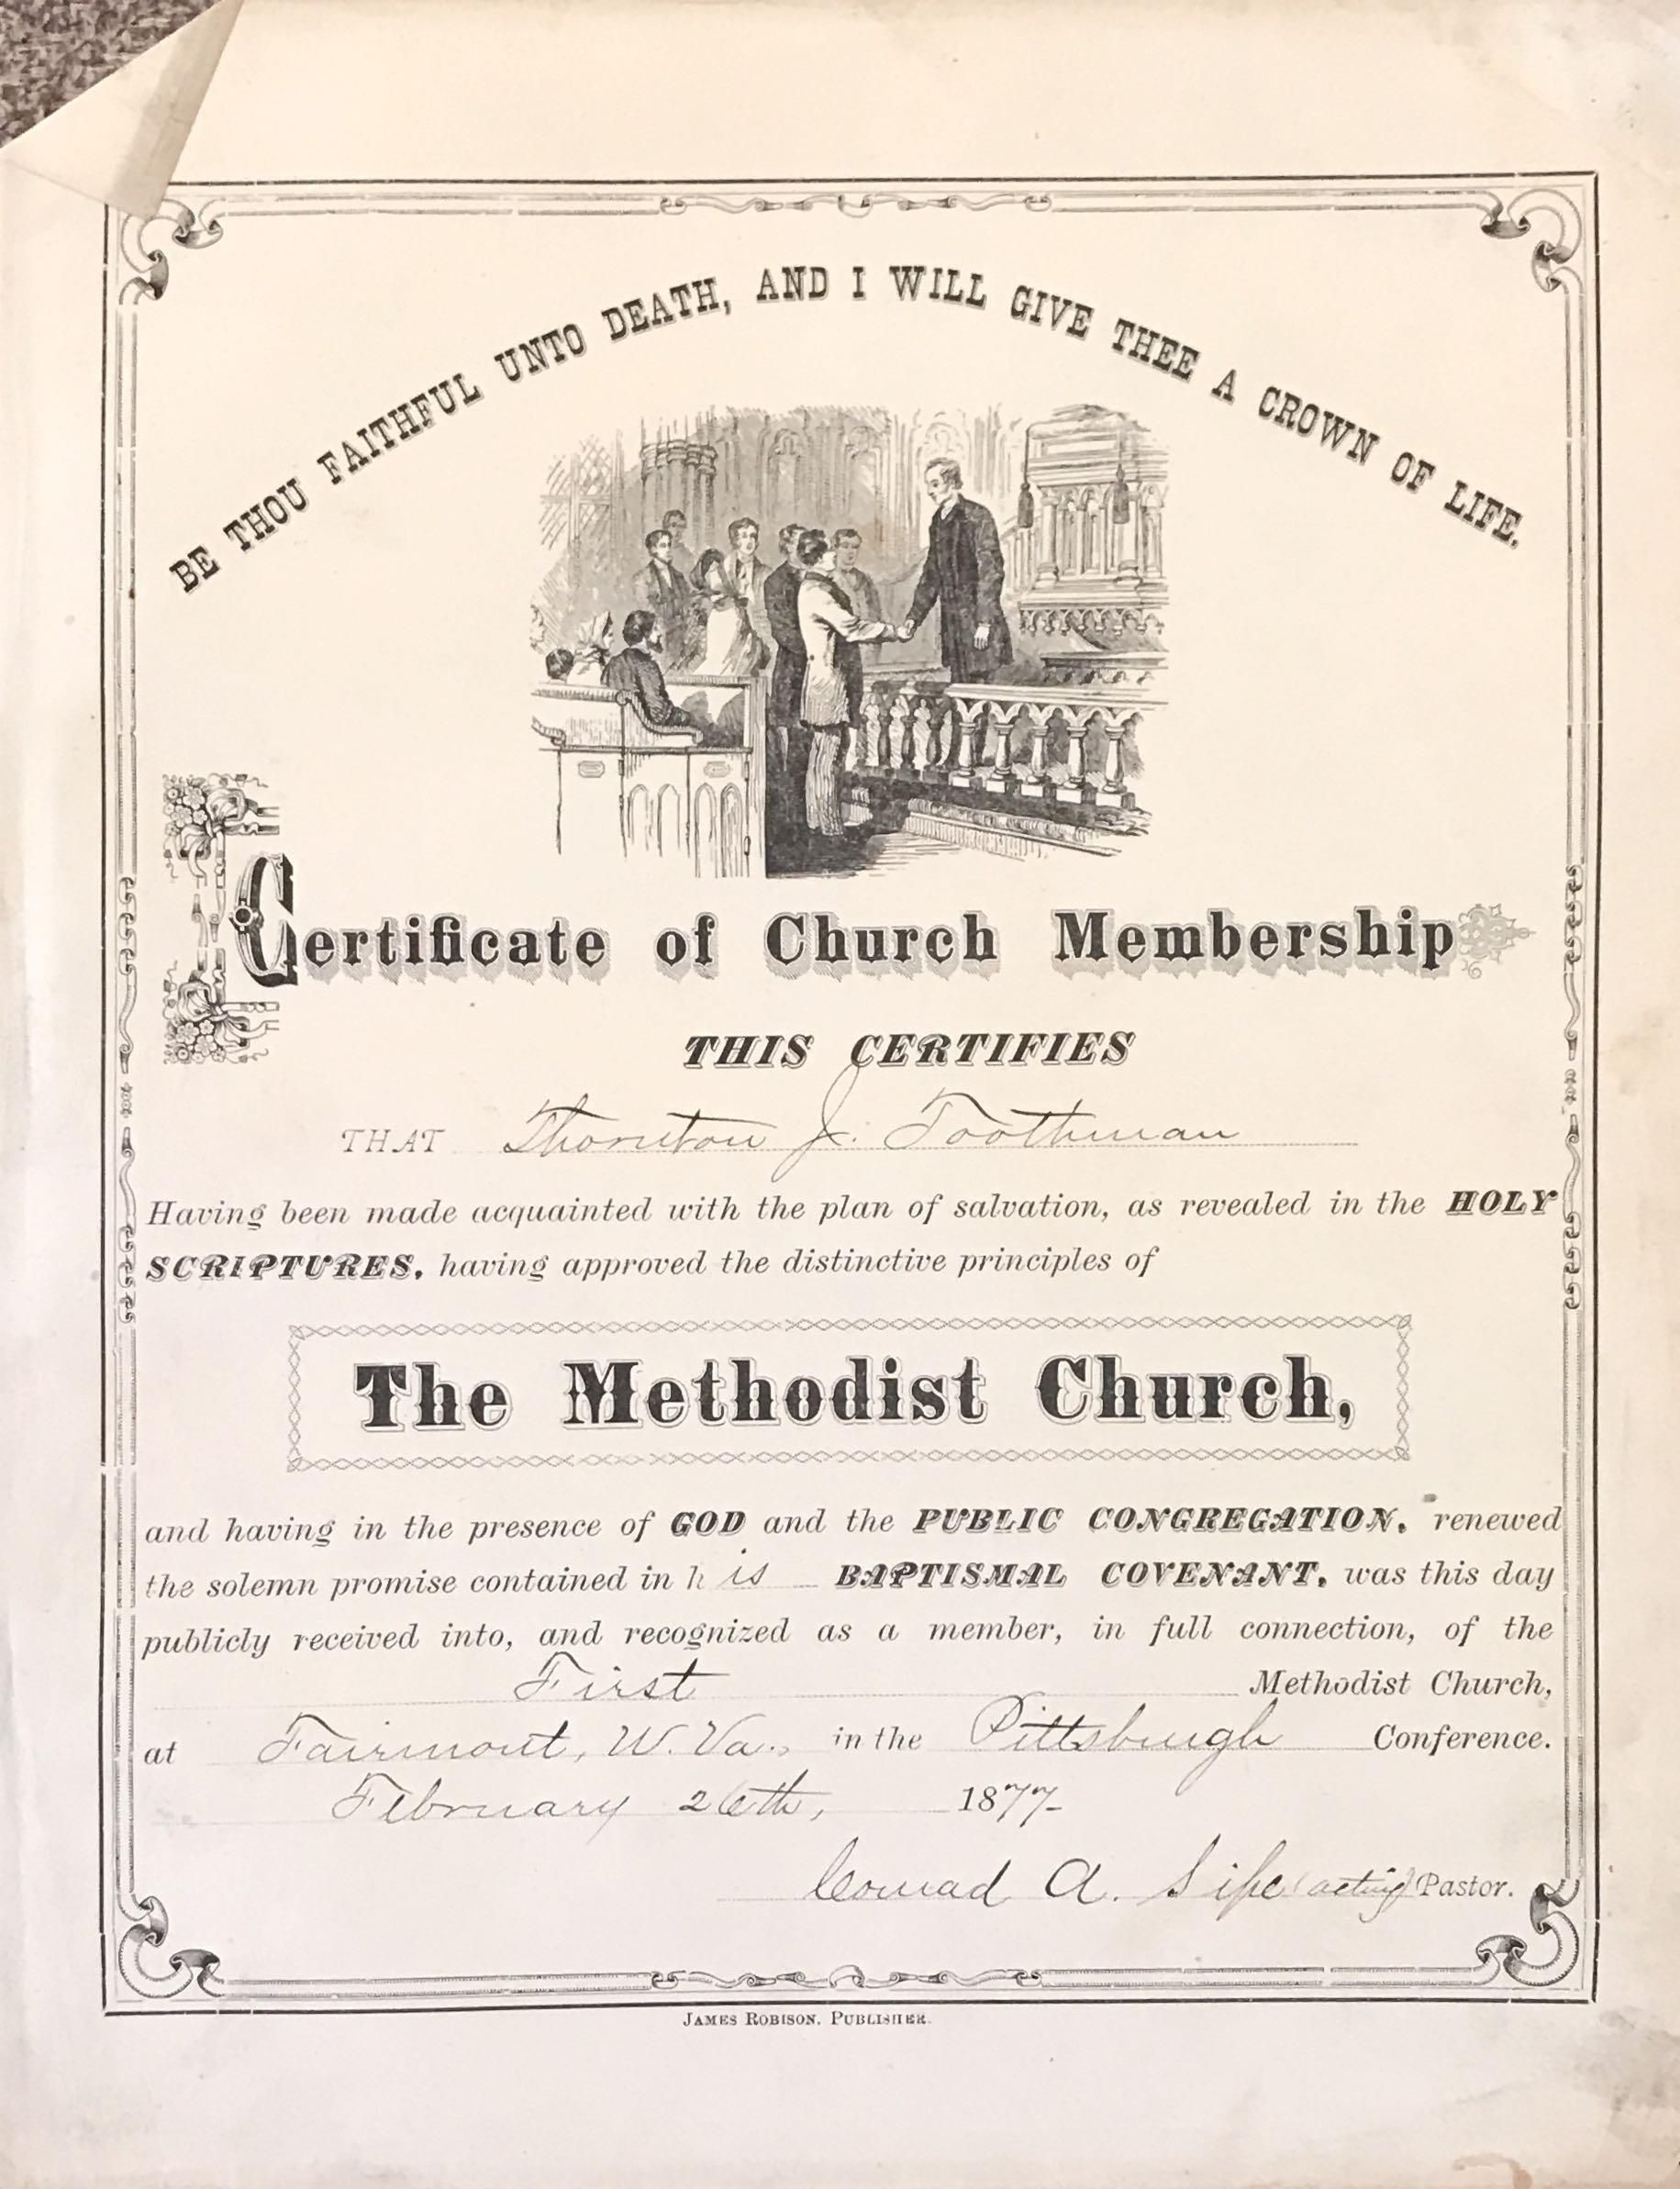 BE THOU FAITHFUL UNTO DEATH, AND I WILL GIVE THEE A CROWN OF LIFE.
Certificate of Church Membership
THIS CERTIFIES
THAT Thornton J. Toothman
Having been made acquainted with the plan of salvation, as revealed in the HOLY
SCRIPTURES, having approved the distinctive principles of
The Methodist Church,
and having in the presence of GOD and the PUBLIC CONGREGATION, renewed
the solemn promise contained in his BAPTISMAL COVENANT, was this day
publicly received into, and recognized as a member, in full connection, of the
First Methodist Church,
at Fairmont, W. Va., in the Pittsburgh Conference.
February 26th, 1877
Conrad A. Sipe (acting) Pastor.
JAMES ROBISON, PUBLISHER.